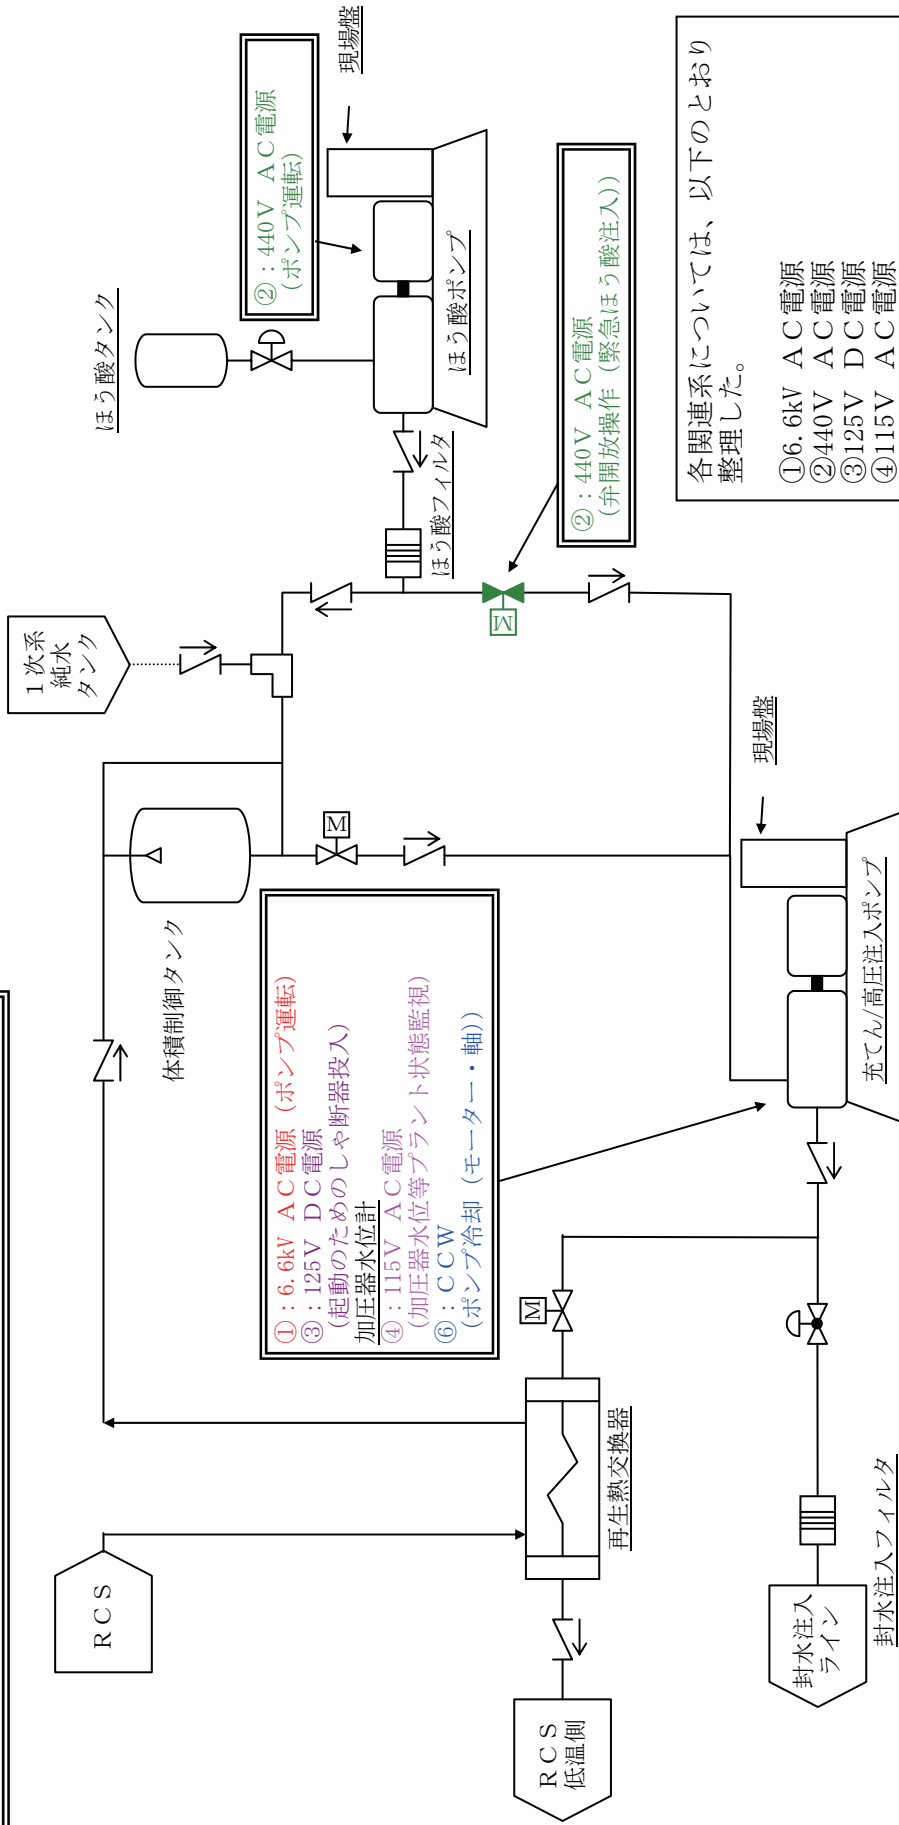 RCS
RCS
低温側
封水注入
ライン
封水注入フィルタ
再生熱交換器
M
①：6.6kV AC電源（ポンプ運転）
③：125V DC電源
（起動のためのしゃ断器投入）
加圧器水位計
④：115V AC電源
（加圧器水位等プラント状態監視）
⑥：CCW
（ポンプ冷却（モーター・軸））
体積制御タンク
M
充てん/高圧注入ポンプ
現場盤
1次系
純水
タンク
M
②：440V AC電源
（弁開放操作（緊急ほう酸注入））
ほう酸フィルタ
ほう酸タンク
ほう酸ポンプ
②：440V AC電源
（ポンプ運転）
現場盤
各関連系については、以下のとおり
整理した。
①6.6kV AC電源
②440V AC電源
③125V DC電源
④115V AC電源